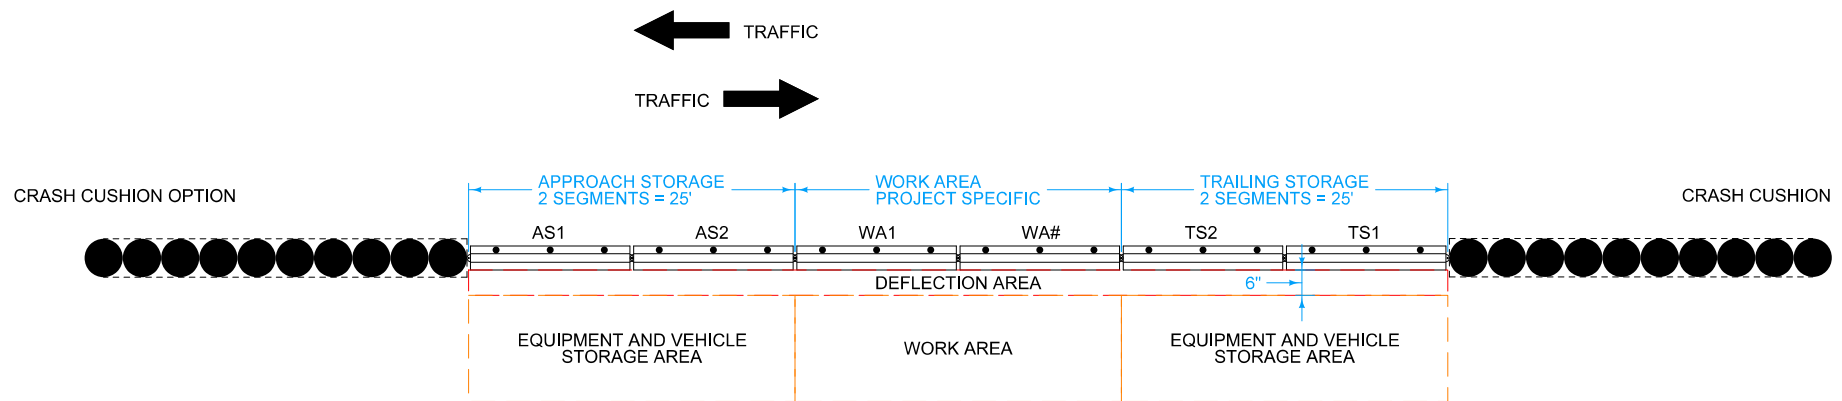 TRAFFIC
TRAFFIC
CRASH CUSHION OPTION
APPROACH STORAGE
2 SEGMENTS = 25'
WORK AREA
PROJECT SPECIFIC
TRAILING STORAGE
2 SEGMENTS = 25'
CRASH CUSHION
AS1
AS2
WA1
WA#
TS2
TS1
DEFLECTION AREA
6"
EQUIPMENT AND VEHICLE
STORAGE AREA
WORK AREA
EQUIPMENT AND VEHICLE
STORAGE AREA